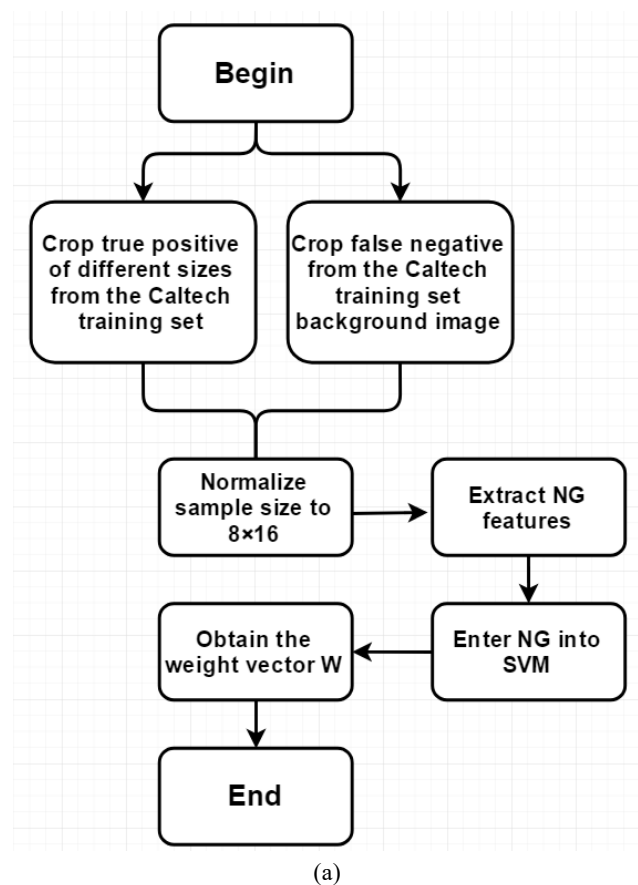 Begin
Crop true positive
of different sizes
from the Caltech
training set
Crop false negative
from the Caltech
training set
background image
Normalize
sample size to
8×16
Extract NG
features
Enter NG into
SVM
Obtain the
weight vector W
End
(a)